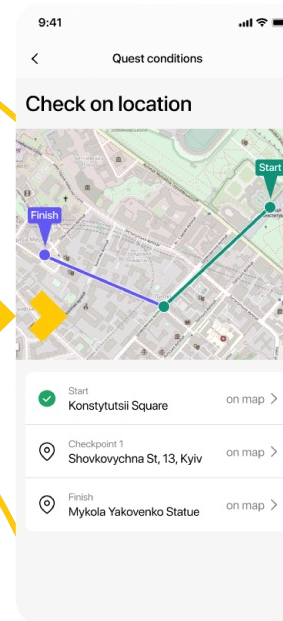 9:41
Quest conditions
Check on location
Start
Finish
Start
Konstytutsii Square
on map
Checkpoint 1
Shovkovychna St, 13, Kyiv
on map
Finish
Mykola Yakovenko Statue
on map